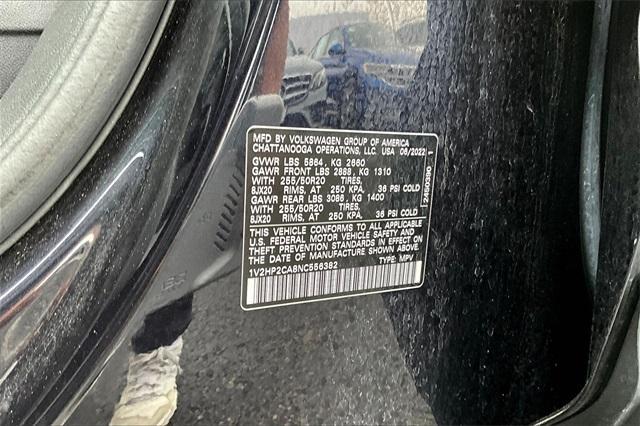 MFD BY VOLKSWAGEN GROUP OF AMERICA
CHATTANOOGA OPERATIONS, LLC. USA 06/2022
GVWR LBS 5864, KG 2660
GAWR FRONT LBS 2888, KG 1310
WITH 255/50R20 TIRES,
8JX20 RIMS, AT 250 KPA, 36 PSI COLD
GAWR REAR LBS 3086, KG 1400
WITH 255/50R20 TIRES,
8JX20 RIMS, AT 250 KPA, 36 PSI COLD
THIS VEHICLE CONFORMS TO ALL APPLICABLE
U.S. FEDERAL MOTOR VEHICLE SAFETY AND
THEFT PREVENTION STANDARDS IN EFFECT ON
THE DATE OF MANUFACTURE SHOWN ABOVE.
1V2HP2CA8NC556382 TYPE: MPV